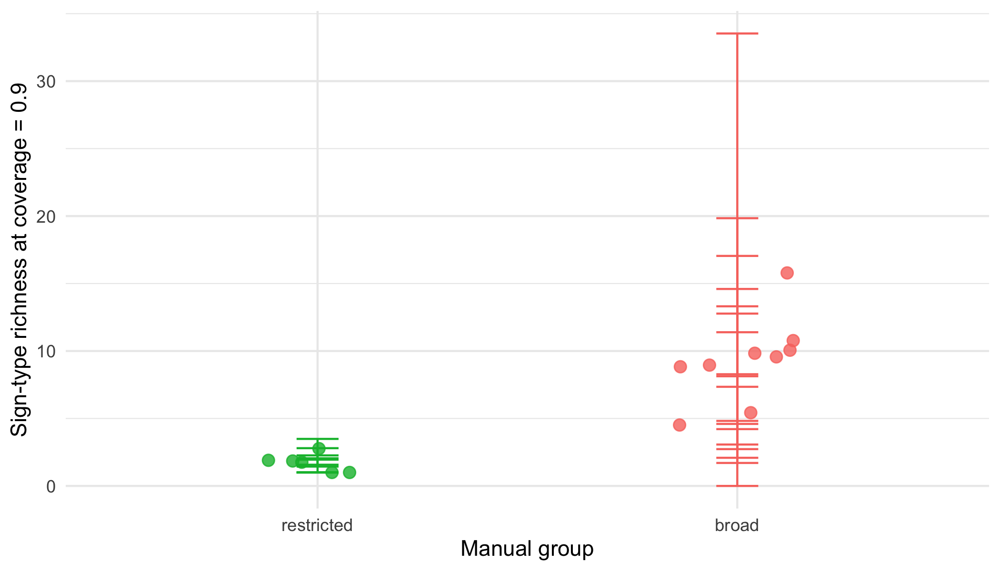 Sign-type richness at coverage = 0.9
30
20
10
0
restricted
broad
Manual group